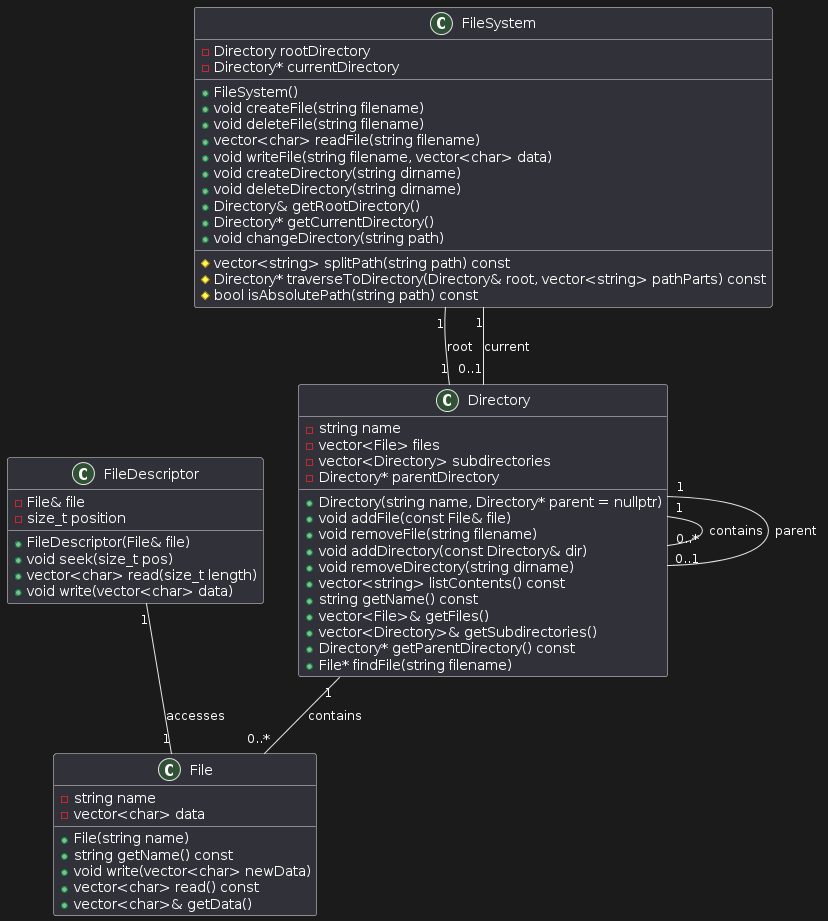 C FileSystem
Directory rootDirectory
Directory* currentDirectory
FileSystem()
void createFile(string filename)
void deleteFile(string filename)
vector<char> readFile(string filename)
void writeFile(string filename, vector<char> data)
void createDirectory(string dirname)
void deleteDirectory(string dirname)
Directory& getRootDirectory()
Directory* getCurrentDirectory()
void changeDirectory(string path)
vector<string> splitPath(string path) const
Directory* traverseToDirectory(Directory& root, vector<string> pathParts) const
bool isAbsolutePath(string path) const
1 1
root current
1 0..1
C Directory
string name
vector<File> files
vector<Directory> subdirectories
Directory* parentDirectory
Directory(string name, Directory* parent = nullptr)
void addFile(const File& file)
void removeFile(string filename)
void addDirectory(const Directory& dir)
void removeDirectory(string dirname)
vector<string> listContents() const
string getName() const
vector<File>& getFiles()
vector<Directory>& getSubdirectories()
Directory* getParentDirectory() const
File* findFile(string filename)
1
1
contains parent
0..*
0..1
C FileDescriptor
File& file
size_t position
FileDescriptor(File& file)
void seek(size_t pos)
vector<char> read(size_t length)
void write(vector<char> data)
1
accesses
1
1
contains
0..*
C File
string name
vector<char> data
File(string name)
string getName() const
void write(vector<char> newData)
vector<char> read() const
vector<char>& getData()